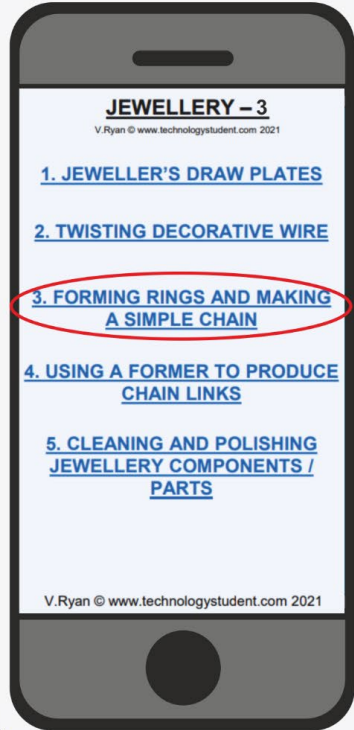 JEWELLERY – 3
V.Ryan © www.technologystudent.com 2021
1. JEWELLER’S DRAW PLATES
2. TWISTING DECORATIVE WIRE
3. FORMING RINGS AND MAKING
A SIMPLE CHAIN
4. USING A FORMER TO PRODUCE
CHAIN LINKS
5. CLEANING AND POLISHING
JEWELLERY COMPONENTS /
PARTS
V.Ryan © www.technologystudent.com 2021